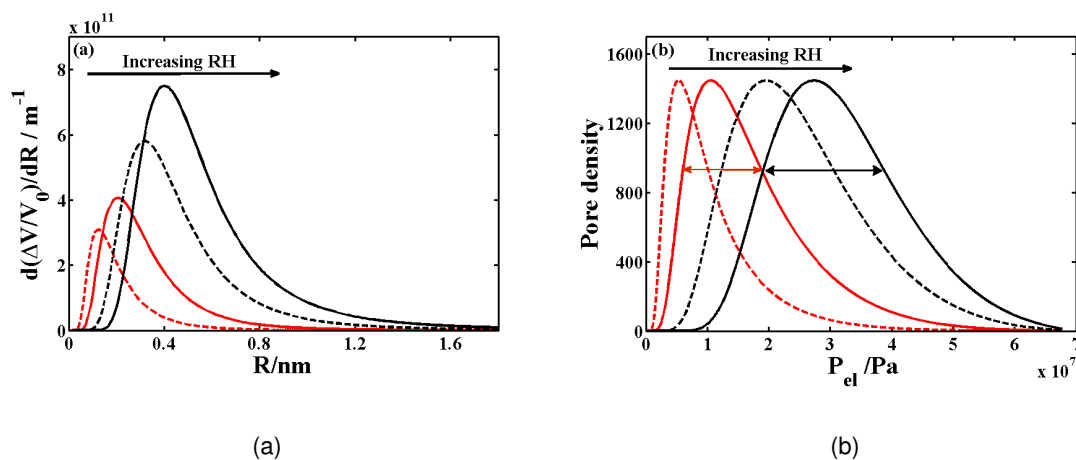 x 10^11
(a)
Increasing RH
8
6
4
2
0
0 0.4 0.8 1.2 1.6
d(ΔV/V_0)/dR / m^-1
R/nm
(a)
(b)
Increasing RH
1600
1200
800
400
0
0 1 2 3 4 5 6 7
x 10^7
Pore density
P_el /Pa
(b)